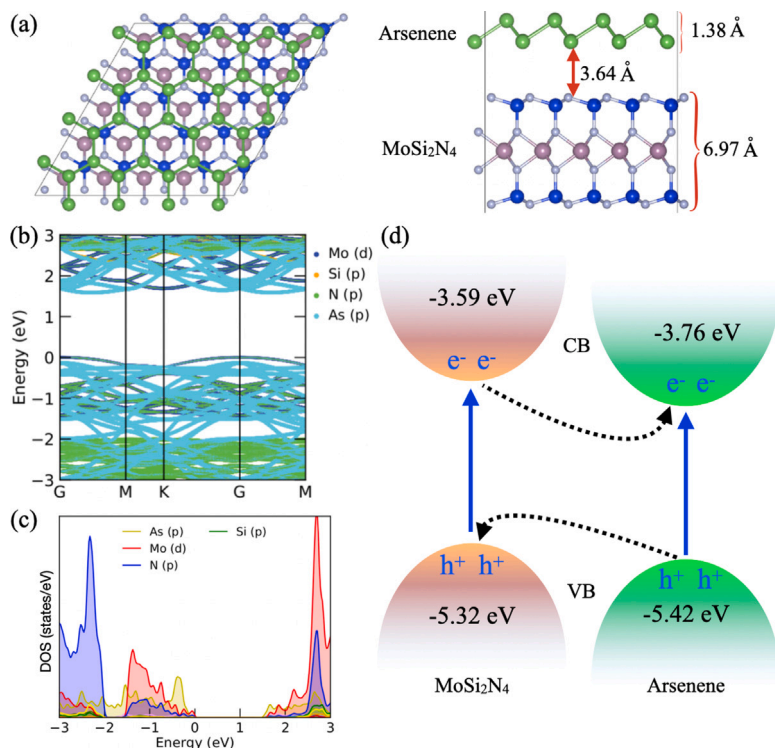 (a)
Arsenene
1.38 Å
3.64 Å
MoSi₂N₄
6.97 Å
(b)
3
2
1
0
-1
-2
-3
Energy (eV)
G M K G M
Mo (d)
Si (p)
N (p)
As (p)
(c)
As (p) Si (p)
Mo (d)
N (p)
DOS (states/eV)
−3 −2 −1 0 1 2 3
Energy (eV)
(d)
-3.59 eV
-3.76 eV
CB
e⁻ e⁻
e⁻ e⁻
h⁺ h⁺
h⁺ h⁺
VB
-5.32 eV
-5.42 eV
MoSi₂N₄
Arsenene